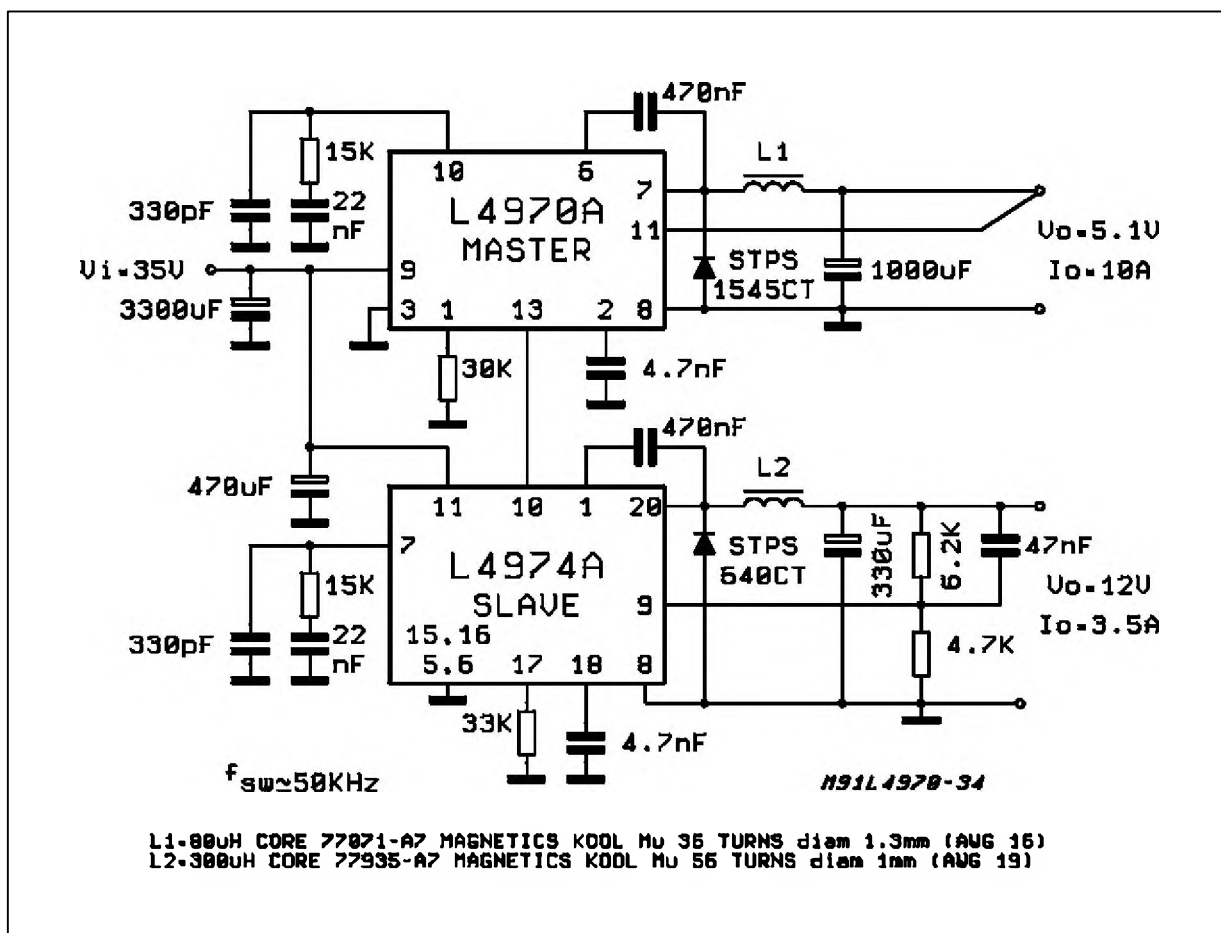 470nF
10
6
15K
22
nF
330pF
L4970A
MASTER
7
11
L1
Vi=35V
3300uF
9
3
1
13
2
8
STPS
1545CT
1000uF
Vo=5.1V
Io=10A
30K
4.7nF
470nF
L2
470uF
11
10
1
20
7
L4974A
SLAVE
9
15K
22
nF
330pF
15.16
5.6
17
18
8
STPS
640CT
330uF
6.2K
47nF
Vo=12V
Io=3.5A
4.7K
33K
4.7nF
fsw≃50KHz
M91L4970-34
L1=80uH CORE 77071-A7 MAGNETICS KOOL Mu 36 TURNS diam 1.3mm (AWG 16)
L2=300uH CORE 77935-A7 MAGNETICS KOOL Mu 56 TURNS diam 1mm (AWG 19)